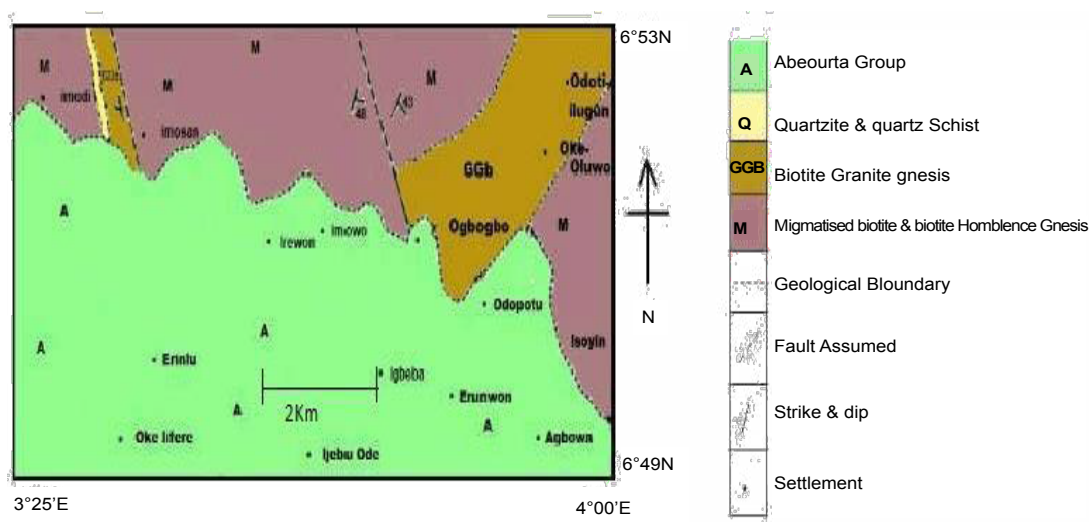 6°53N
M
M
M
M
imodi
imosan
48
43
Odoti-
ilugun
Oke-
Oluwo
GGb
A
Ogbogbo
M
Imowo
Irewon
Odopotu
A
A
Isoyin
Erinlu
Igbeba
Erunwon
2Km
A
A
Oke lifere
Agbowa
Ijebu Ode
6°49N
3°25'E
4°00'E
N
A
Abeourta Group
Q
Quartzite & quartz Schist
GGB
Biotite Granite gnesis
M
Migmatised biotite & biotite Homblence Gnesis
Geological Bloundary
Fault Assumed
Strike & dip
Settlement